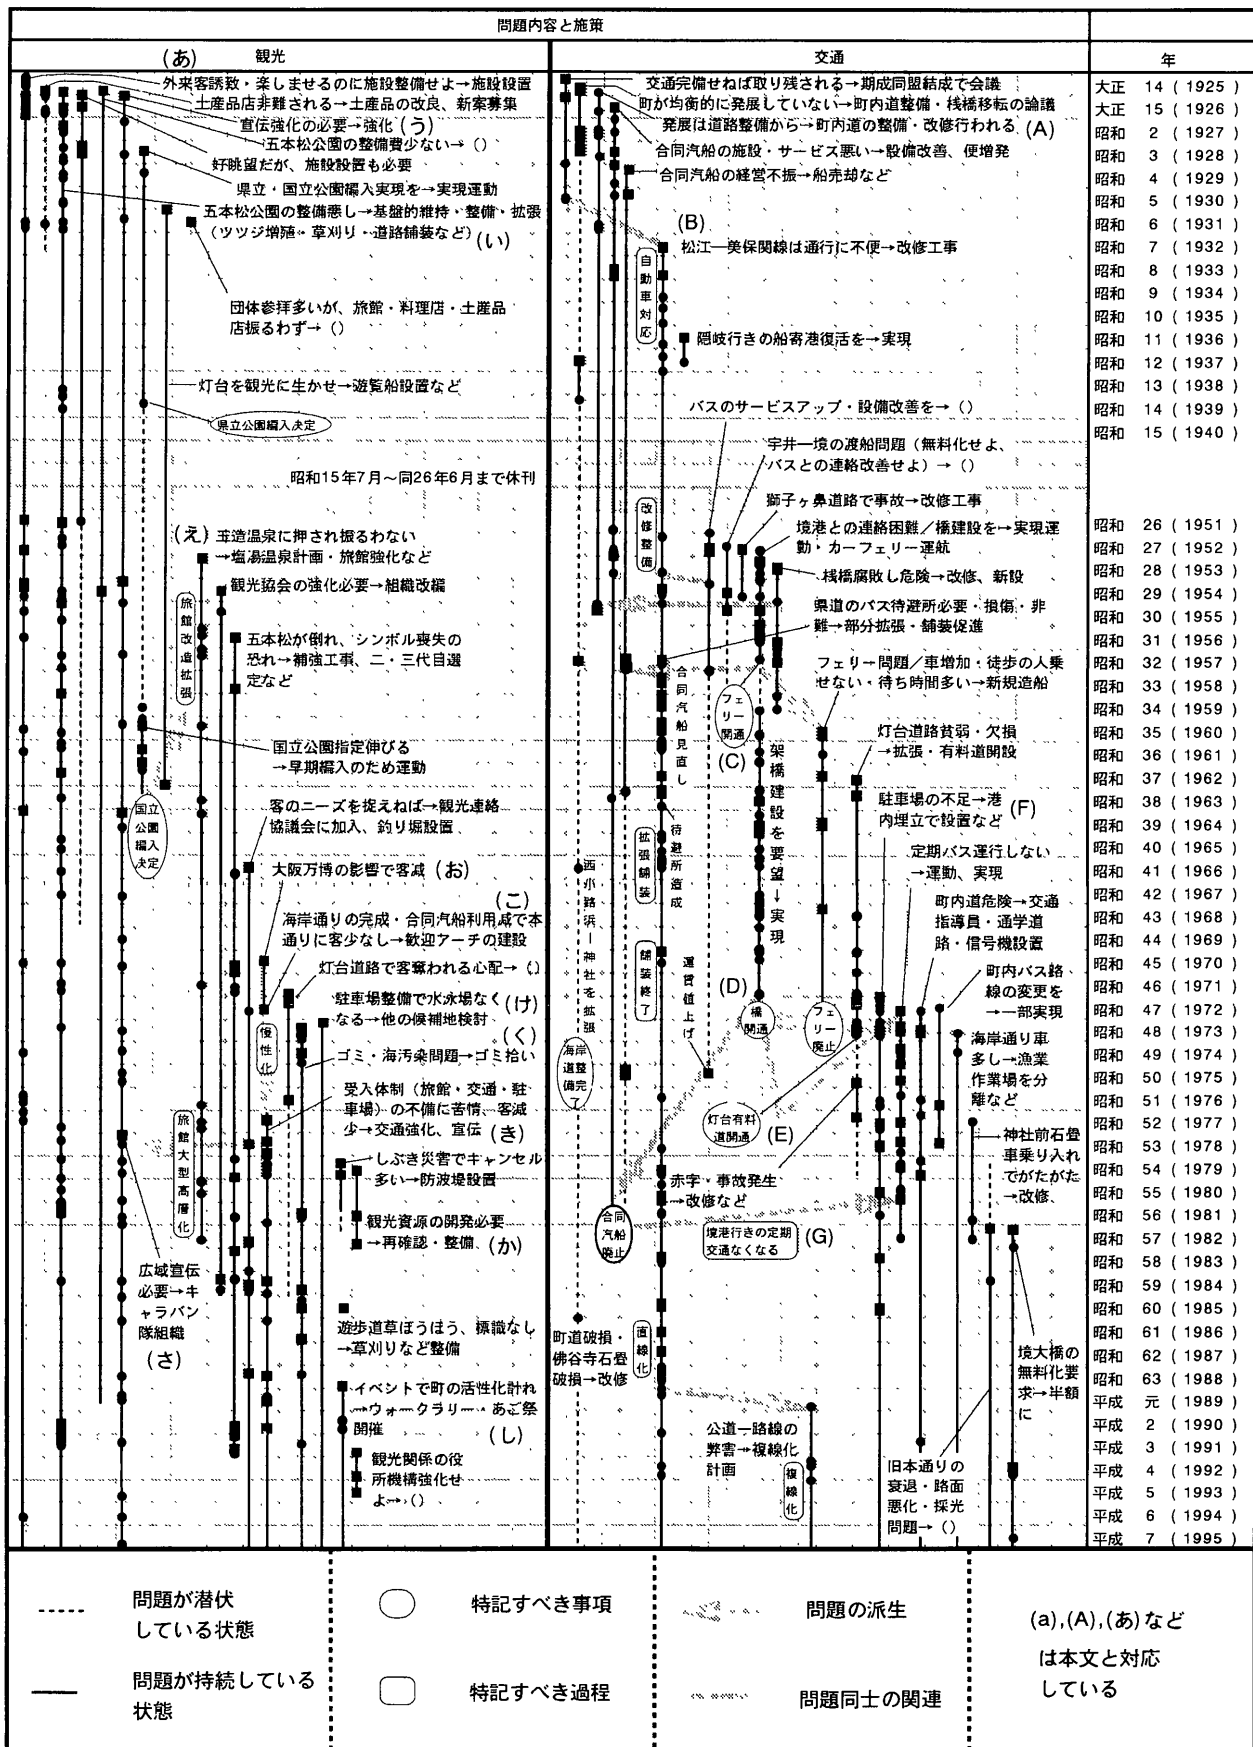 問題内容と施策
(あ)
観光
交通
年
外来客誘致・楽しませるのに施設整備せよ→施設設置
土産品店非難される→土産品の改良、新案募集
宣伝強化の必要→強化 (う)
五本松公園の整備費少ない→ ()
好眺望だが、施設設置も必要
県立・国立公園編入実現を→実現運動
五本松公園の整備悪し→基盤的維持・整備・拡張
(ツツジ増殖・草刈り・道路舗装など) (い)
団体参拝多いが、旅館・料理店・土産品
店振るわず→ ()
灯台を観光に生かせ→遊覧船設置など
県立公園編入決定
昭和15年7月～同26年6月まで休刊
(え)
玉造温泉に押され振るわない
→塩湯温泉計画・旅館強化など
観光協会の強化必要→組織改編
旅館改造拡張
五本松が倒れ、シンボル喪失の
恐れ→補強工事、二・三代目選
定など
国立公園指定伸びる
→早期編入のため運動
国立
公園
編入
決定
客のニーズを捉えねば→観光連絡
協議会に加入、釣り堀設置
大阪万博の影響で客減 (お)
(こ)
海岸通りの完成・合同汽船利用減で本
通りに客少なし→歓迎アーチの建設
灯台道路で客奪われる心配→ ()
駐車場整備で水泳場なく (け)
なる→他の候補地検討
(く)
慢性化
ゴミ・海汚染問題→ゴミ拾い
受入体制（旅館・交通・駐
車場）の不備に苦情、客減
少→交通強化、宣伝 (き)
旅館大型高層化
しぶき災害でキャンセル
多い→防波堤設置
観光資源の開発必要
→再確認・整備、 (か)
広域宣伝
必要→キ
ャラバン
隊組織
(さ)
遊歩道草ぼうぼう、標識なし
→草刈りなど整備
イベントで町の活性化計れ
→ウォークラリー・あご祭
開催
(し)
観光関係の役
所機構強化せ
よ→ ()
交通完備せねば取り残される→期成同盟結成で会議
町が均衡的に発展していない→町内道整備・桟橋移転の論議
発展は道路整備から→町内道の整備・改修行われる (A)
合同汽船の施設・サービス悪い→設備改善、便増発
合同汽船の経営不振→船売却など
(B)
松江―美保関線は通行に不便→改修工事
自動車対応
隠岐行きの船寄港復活を→実現
バスのサービスアップ・設備改善を→ ()
宇井―境の渡船問題（無料化せよ、
バスとの連絡改善せよ）→ ()
獅子ヶ鼻道路で事故→改修工事
改修整備
境港との連絡困難／橋建設を→実現運
動・カーフェリー運航
桟橋腐敗し危険→改修、新設
県道のバス待避所必要・損傷・非
難→部分拡張・舗装促進
フェリー問題／車増加・徒歩の人乗
せない・待ち時間多い→新規造船
合同汽船見直し
フェ
リー
開通
(C)
架橋建設を要望→実現
灯台道路貧弱・欠損
→拡張・有料道開設
駐車場の不足→港
内埋立で設置など
(F)
待避所造成
拡張舗装
定期バス運行しない
→運動、実現
西小路浜―神社を拡張
町内道危険→交通
指導員・通学道
路・信号機設置
舗装終了
運賃値上げ
(D)
橋
開通
フェ
リー
廃止
町内バス路
線の変更を
→一部実現
海岸
道整
備完
了
海岸通り車
多し→漁業
作業場を分
離など
灯台有料
道開通
(E)
神社前石畳
車乗り入れ
でがたがた
→改修、
赤字・事故発生
→改修など
合同
汽船
廃止
境港行きの定期
交通なくなる
(G)
町道破損・
佛谷寺石畳
破損→改修
直線化
境大橋の
無料化要
求→半額
に
公道一路線の
弊害→複線化
計画
複線化
旧本通りの
衰退・路面
悪化・採光
問題→ ()
大正 14 ( 1925 )
大正 15 ( 1926 )
昭和 2 ( 1927 )
昭和 3 ( 1928 )
昭和 4 ( 1929 )
昭和 5 ( 1930 )
昭和 6 ( 1931 )
昭和 7 ( 1932 )
昭和 8 ( 1933 )
昭和 9 ( 1934 )
昭和 10 ( 1935 )
昭和 11 ( 1936 )
昭和 12 ( 1937 )
昭和 13 ( 1938 )
昭和 14 ( 1939 )
昭和 15 ( 1940 )
昭和 26 ( 1951 )
昭和 27 ( 1952 )
昭和 28 ( 1953 )
昭和 29 ( 1954 )
昭和 30 ( 1955 )
昭和 31 ( 1956 )
昭和 32 ( 1957 )
昭和 33 ( 1958 )
昭和 34 ( 1959 )
昭和 35 ( 1960 )
昭和 36 ( 1961 )
昭和 37 ( 1962 )
昭和 38 ( 1963 )
昭和 39 ( 1964 )
昭和 40 ( 1965 )
昭和 41 ( 1966 )
昭和 42 ( 1967 )
昭和 43 ( 1968 )
昭和 44 ( 1969 )
昭和 45 ( 1970 )
昭和 46 ( 1971 )
昭和 47 ( 1972 )
昭和 48 ( 1973 )
昭和 49 ( 1974 )
昭和 50 ( 1975 )
昭和 51 ( 1976 )
昭和 52 ( 1977 )
昭和 53 ( 1978 )
昭和 54 ( 1979 )
昭和 55 ( 1980 )
昭和 56 ( 1981 )
昭和 57 ( 1982 )
昭和 58 ( 1983 )
昭和 59 ( 1984 )
昭和 60 ( 1985 )
昭和 61 ( 1986 )
昭和 62 ( 1987 )
昭和 63 ( 1988 )
平成 元 ( 1989 )
平成 2 ( 1990 )
平成 3 ( 1991 )
平成 4 ( 1992 )
平成 5 ( 1993 )
平成 6 ( 1994 )
平成 7 ( 1995 )
問題が潜伏
している状態
問題が持続している
状態
特記すべき事項
特記すべき過程
問題の派生
問題同士の関連
(a),(A),(あ)など
は本文と対応
している